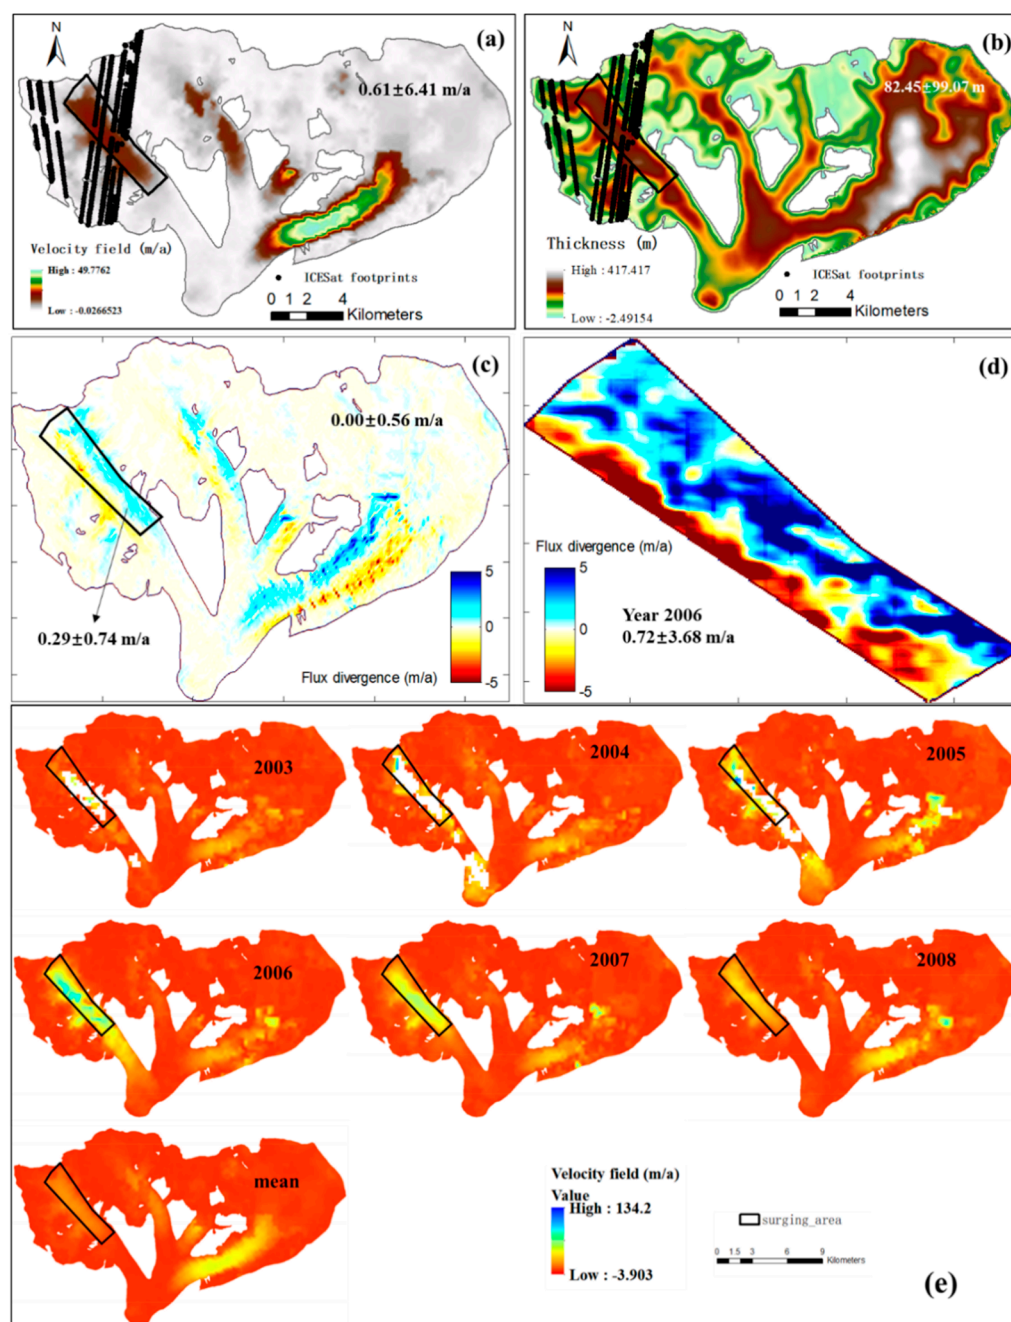 N
(a)
0.61±6.41 m/a
Velocity field (m/a)
High : 49.7762
Low : -0.0266523
ICESat footprints
0 1 2 4
Kilometers
N
(b)
82.45±99.07 m
Thickness (m)
High : 417.417
Low : -2.49154
ICESat footprints
0 1 2 4
Kilometers
(c)
0.00±0.56 m/a
0.29±0.74 m/a
Flux divergence (m/a)
5
0
-5
(d)
Flux divergence (m/a)
5
0
-5
Year 2006
0.72±3.68 m/a
2003
2004
2005
2006
2007
2008
mean
Velocity field (m/a)
Value
High : 134.2
Low : -3.903
surging_area
0 1.5 3 6 9
Kilometers
(e)